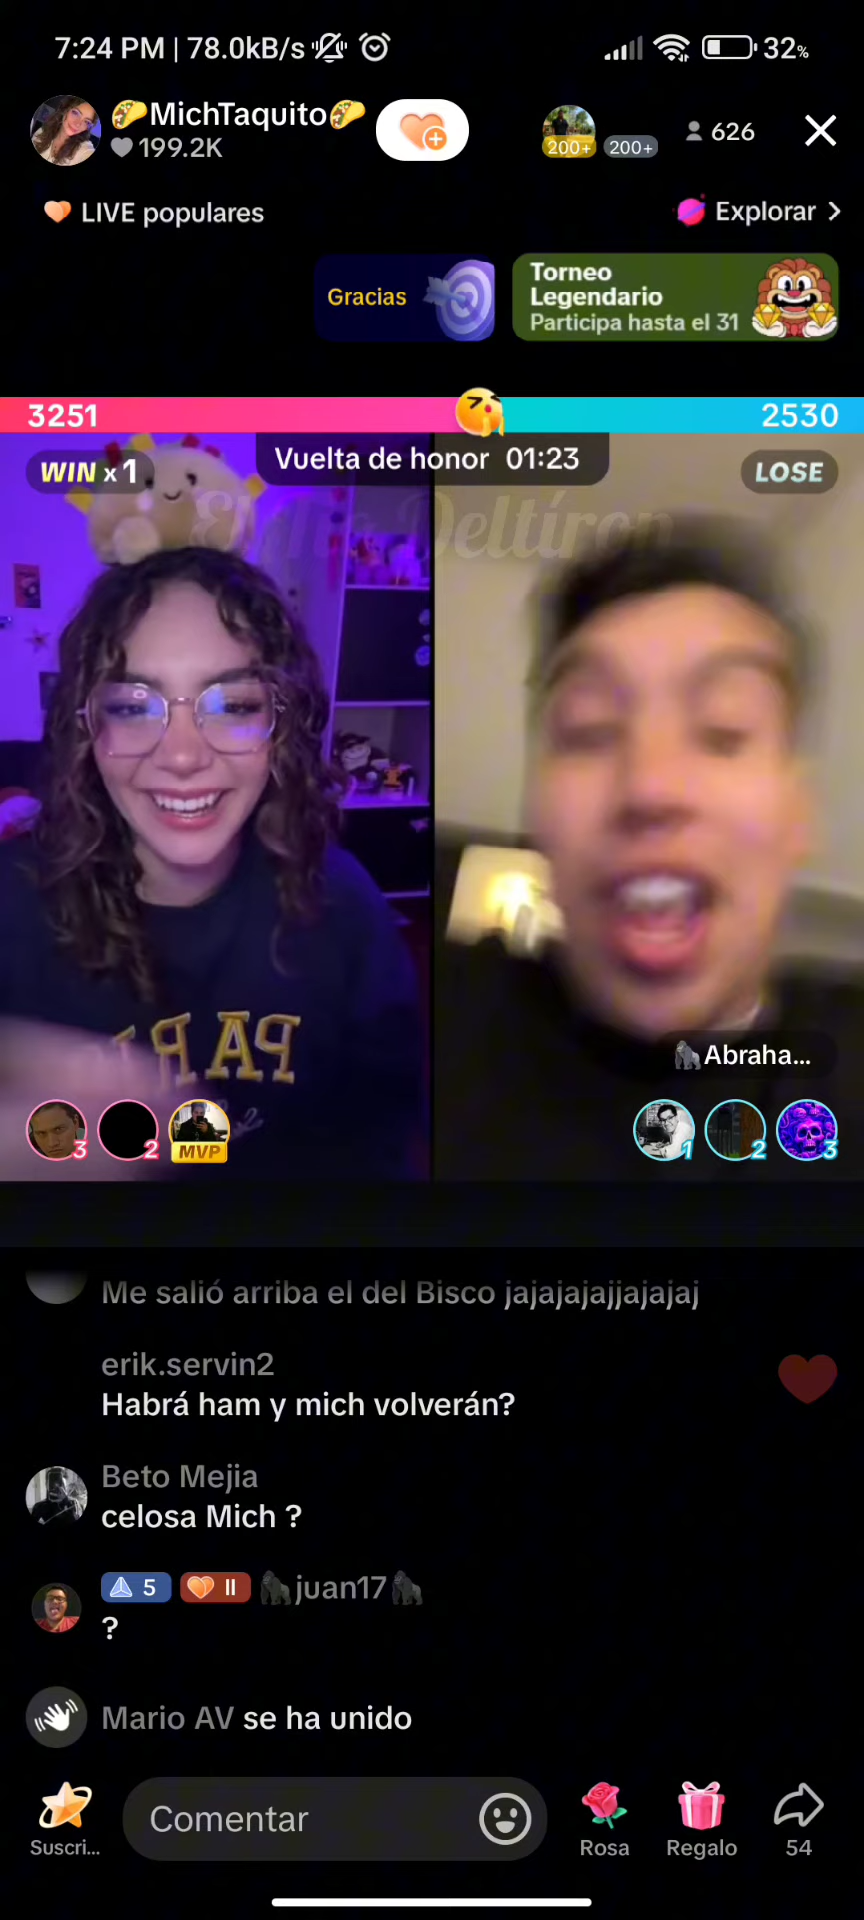 7:24 PM | 78.0kB/s
32%
🌮MichTaquito🌮
199.2K
200+
200+
626
LIVE populares
Explorar >
Gracias
Torneo
Legendario
Participa hasta el 31
3251
2530
WIN x 1
Vuelta de honor 01:23
LOSE
🦍Abraha...
3
2
MVP
1
2
3
Me salió arriba el del Bisco jajajajajjajajaj
erik.servin2
Habrá ham y mich volverán?
Beto Mejia
celosa Mich ?
5
II
🦍juan17🦍
?
Mario AV se ha unido
Suscri...
Comentar
Rosa
Regalo
54